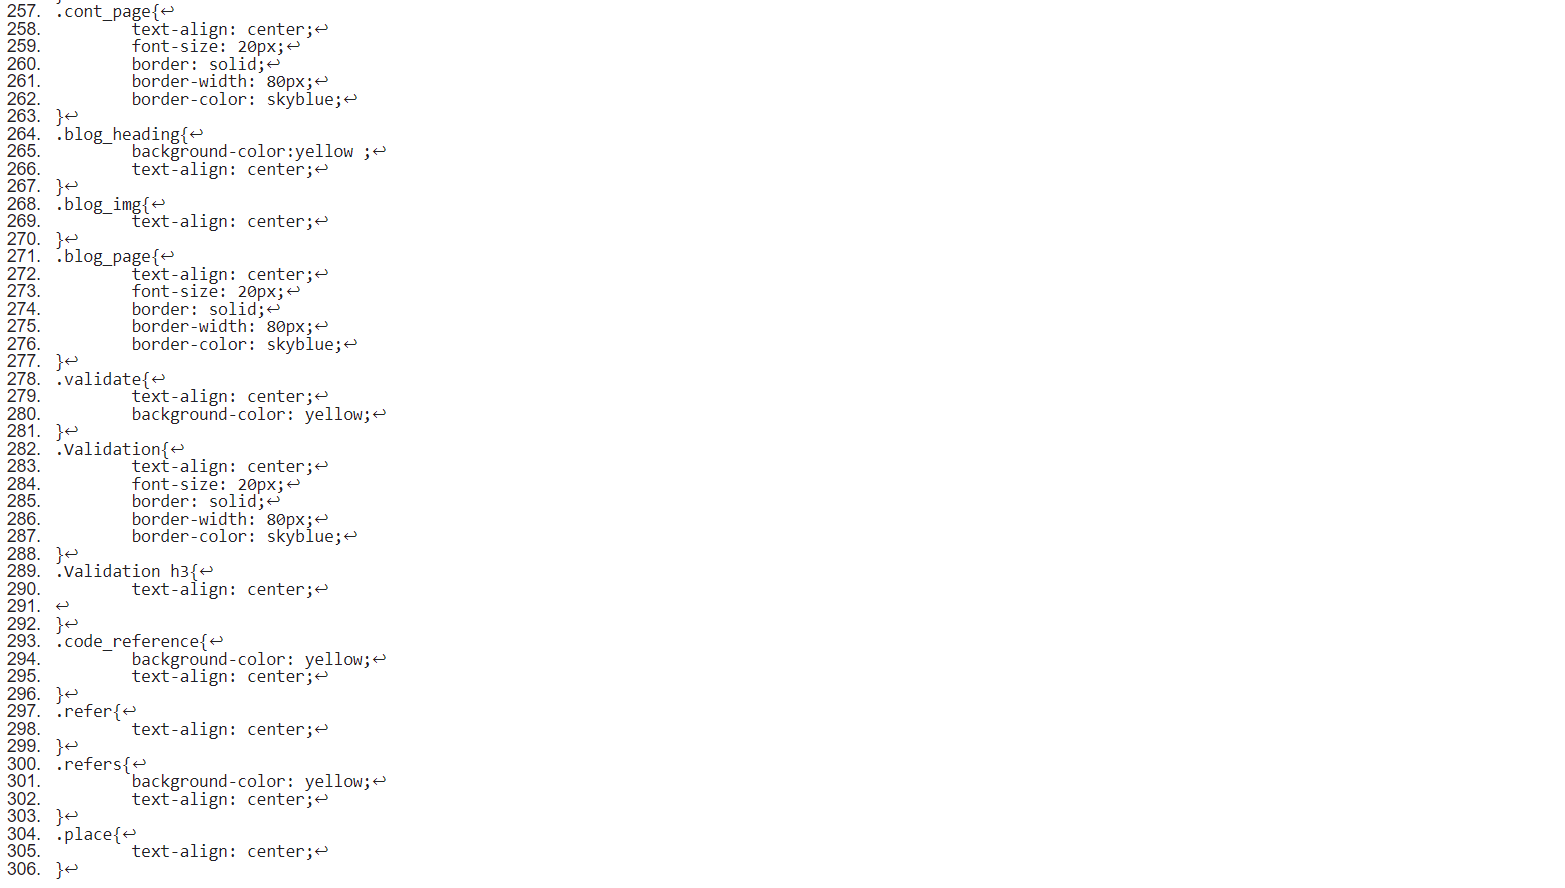 257. .cont_page{↩
258. text-align: center;↩
259. font-size: 20px;↩
260. border: solid;↩
261. border-width: 80px;↩
262. border-color: skyblue;↩
263. }↩
264. .blog_heading{↩
265. background-color:yellow ;↩
266. text-align: center;↩
267. }↩
268. .blog_img{↩
269. text-align: center;↩
270. }↩
271. .blog_page{↩
272. text-align: center;↩
273. font-size: 20px;↩
274. border: solid;↩
275. border-width: 80px;↩
276. border-color: skyblue;↩
277. }↩
278. .validate{↩
279. text-align: center;↩
280. background-color: yellow;↩
281. }↩
282. .Validation{↩
283. text-align: center;↩
284. font-size: 20px;↩
285. border: solid;↩
286. border-width: 80px;↩
287. border-color: skyblue;↩
288. }↩
289. .Validation h3{↩
290. text-align: center;↩
291. ↩
292. }↩
293. .code_reference{↩
294. background-color: yellow;↩
295. text-align: center;↩
296. }↩
297. .refer{↩
298. text-align: center;↩
299. }↩
300. .refers{↩
301. background-color: yellow;↩
302. text-align: center;↩
303. }↩
304. .place{↩
305. text-align: center;↩
306. }↩